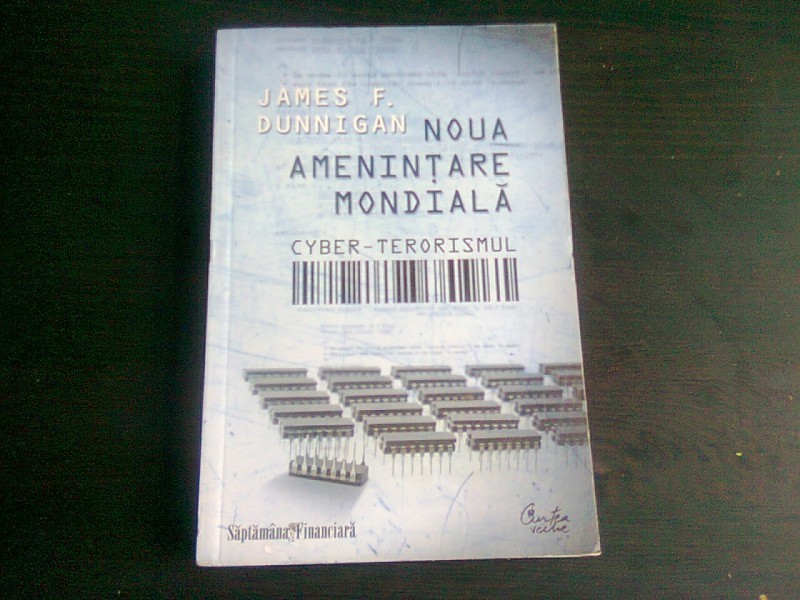 JAMES F.
DUNNIGAN
NOUA
AMENINȚARE
MONDIALĂ
CYBER-TERORISMUL
Săptămâna Financiară
Curtea
veche